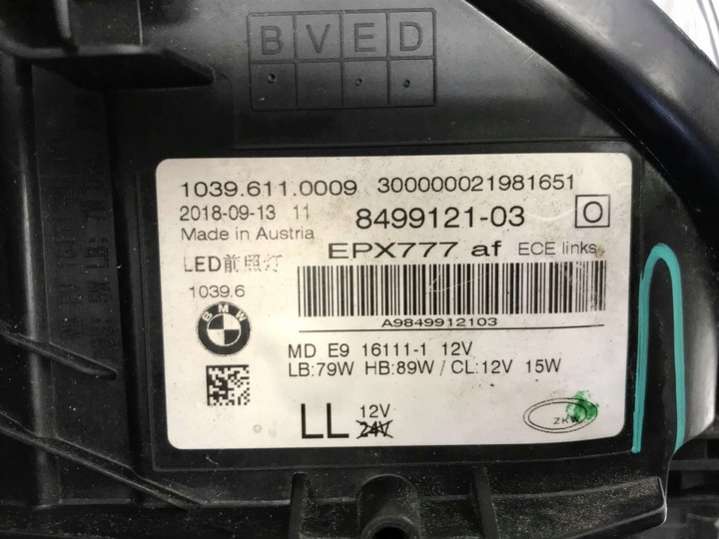 BVED
1039.611.0009 300000021981651
2018-09-13 11 8499121-03 O
Made in Austria EPX777 af ECE links
LED前照灯
1039.6
A9849912103
BMW
MD E9 16111-1 12V
LB:79W HB:89W / CL:12V 15W
LL 12V
24V
ZKW